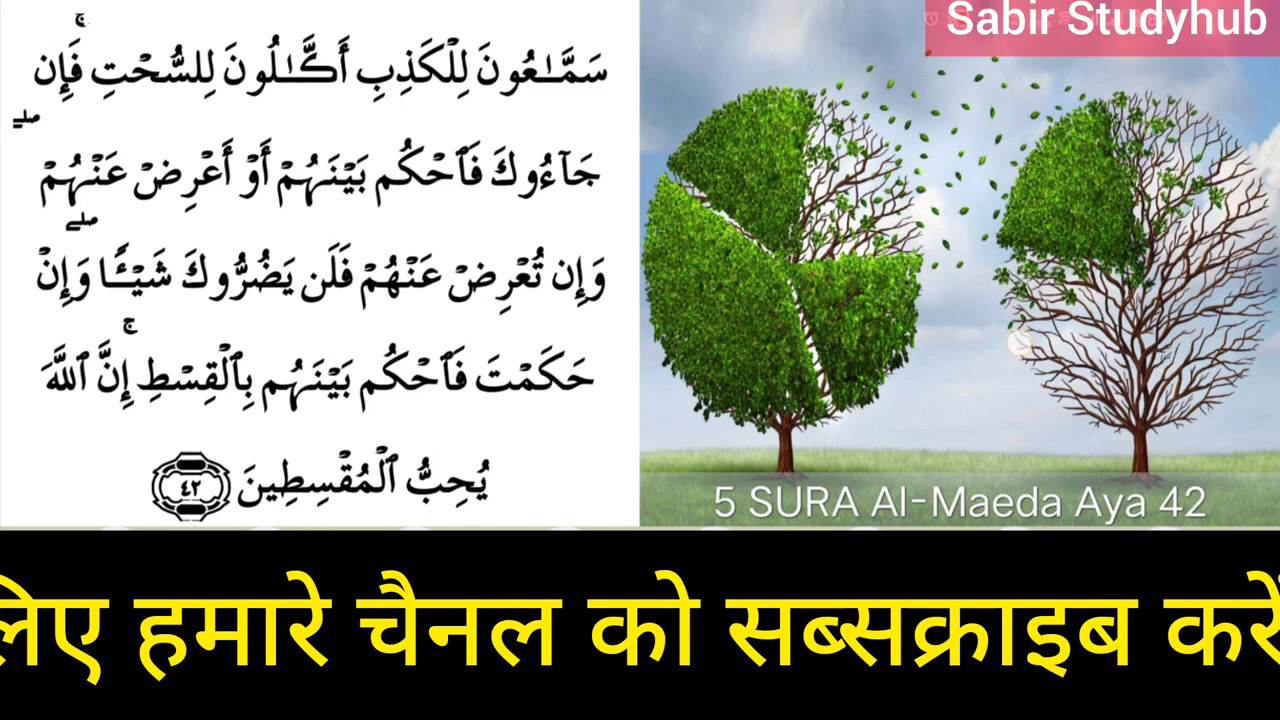 Sabir Studyhub
سَمَّـٰعُونَ لِلْكَذِبِ أَكَّـٰلُونَ لِلسُّحْتِ ۚ فَإِن
جَآءُوكَ فَٱحْكُم بَيْنَهُمْ أَوْ أَعْرِضْ عَنْهُمْ ۖ
وَإِن تُعْرِضْ عَنْهُمْ فَلَن يَضُرُّوكَ شَيْـًٔا ۖ وَإِنْ
حَكَمْتَ فَٱحْكُم بَيْنَهُم بِٱلْقِسْطِ ۚ إِنَّ ٱللَّهَ
يُحِبُّ ٱلْمُقْسِطِينَ ٤٢
5 SURA Al-Maeda Aya 42
लिए हमारे चैनल को सब्सक्राइब करें